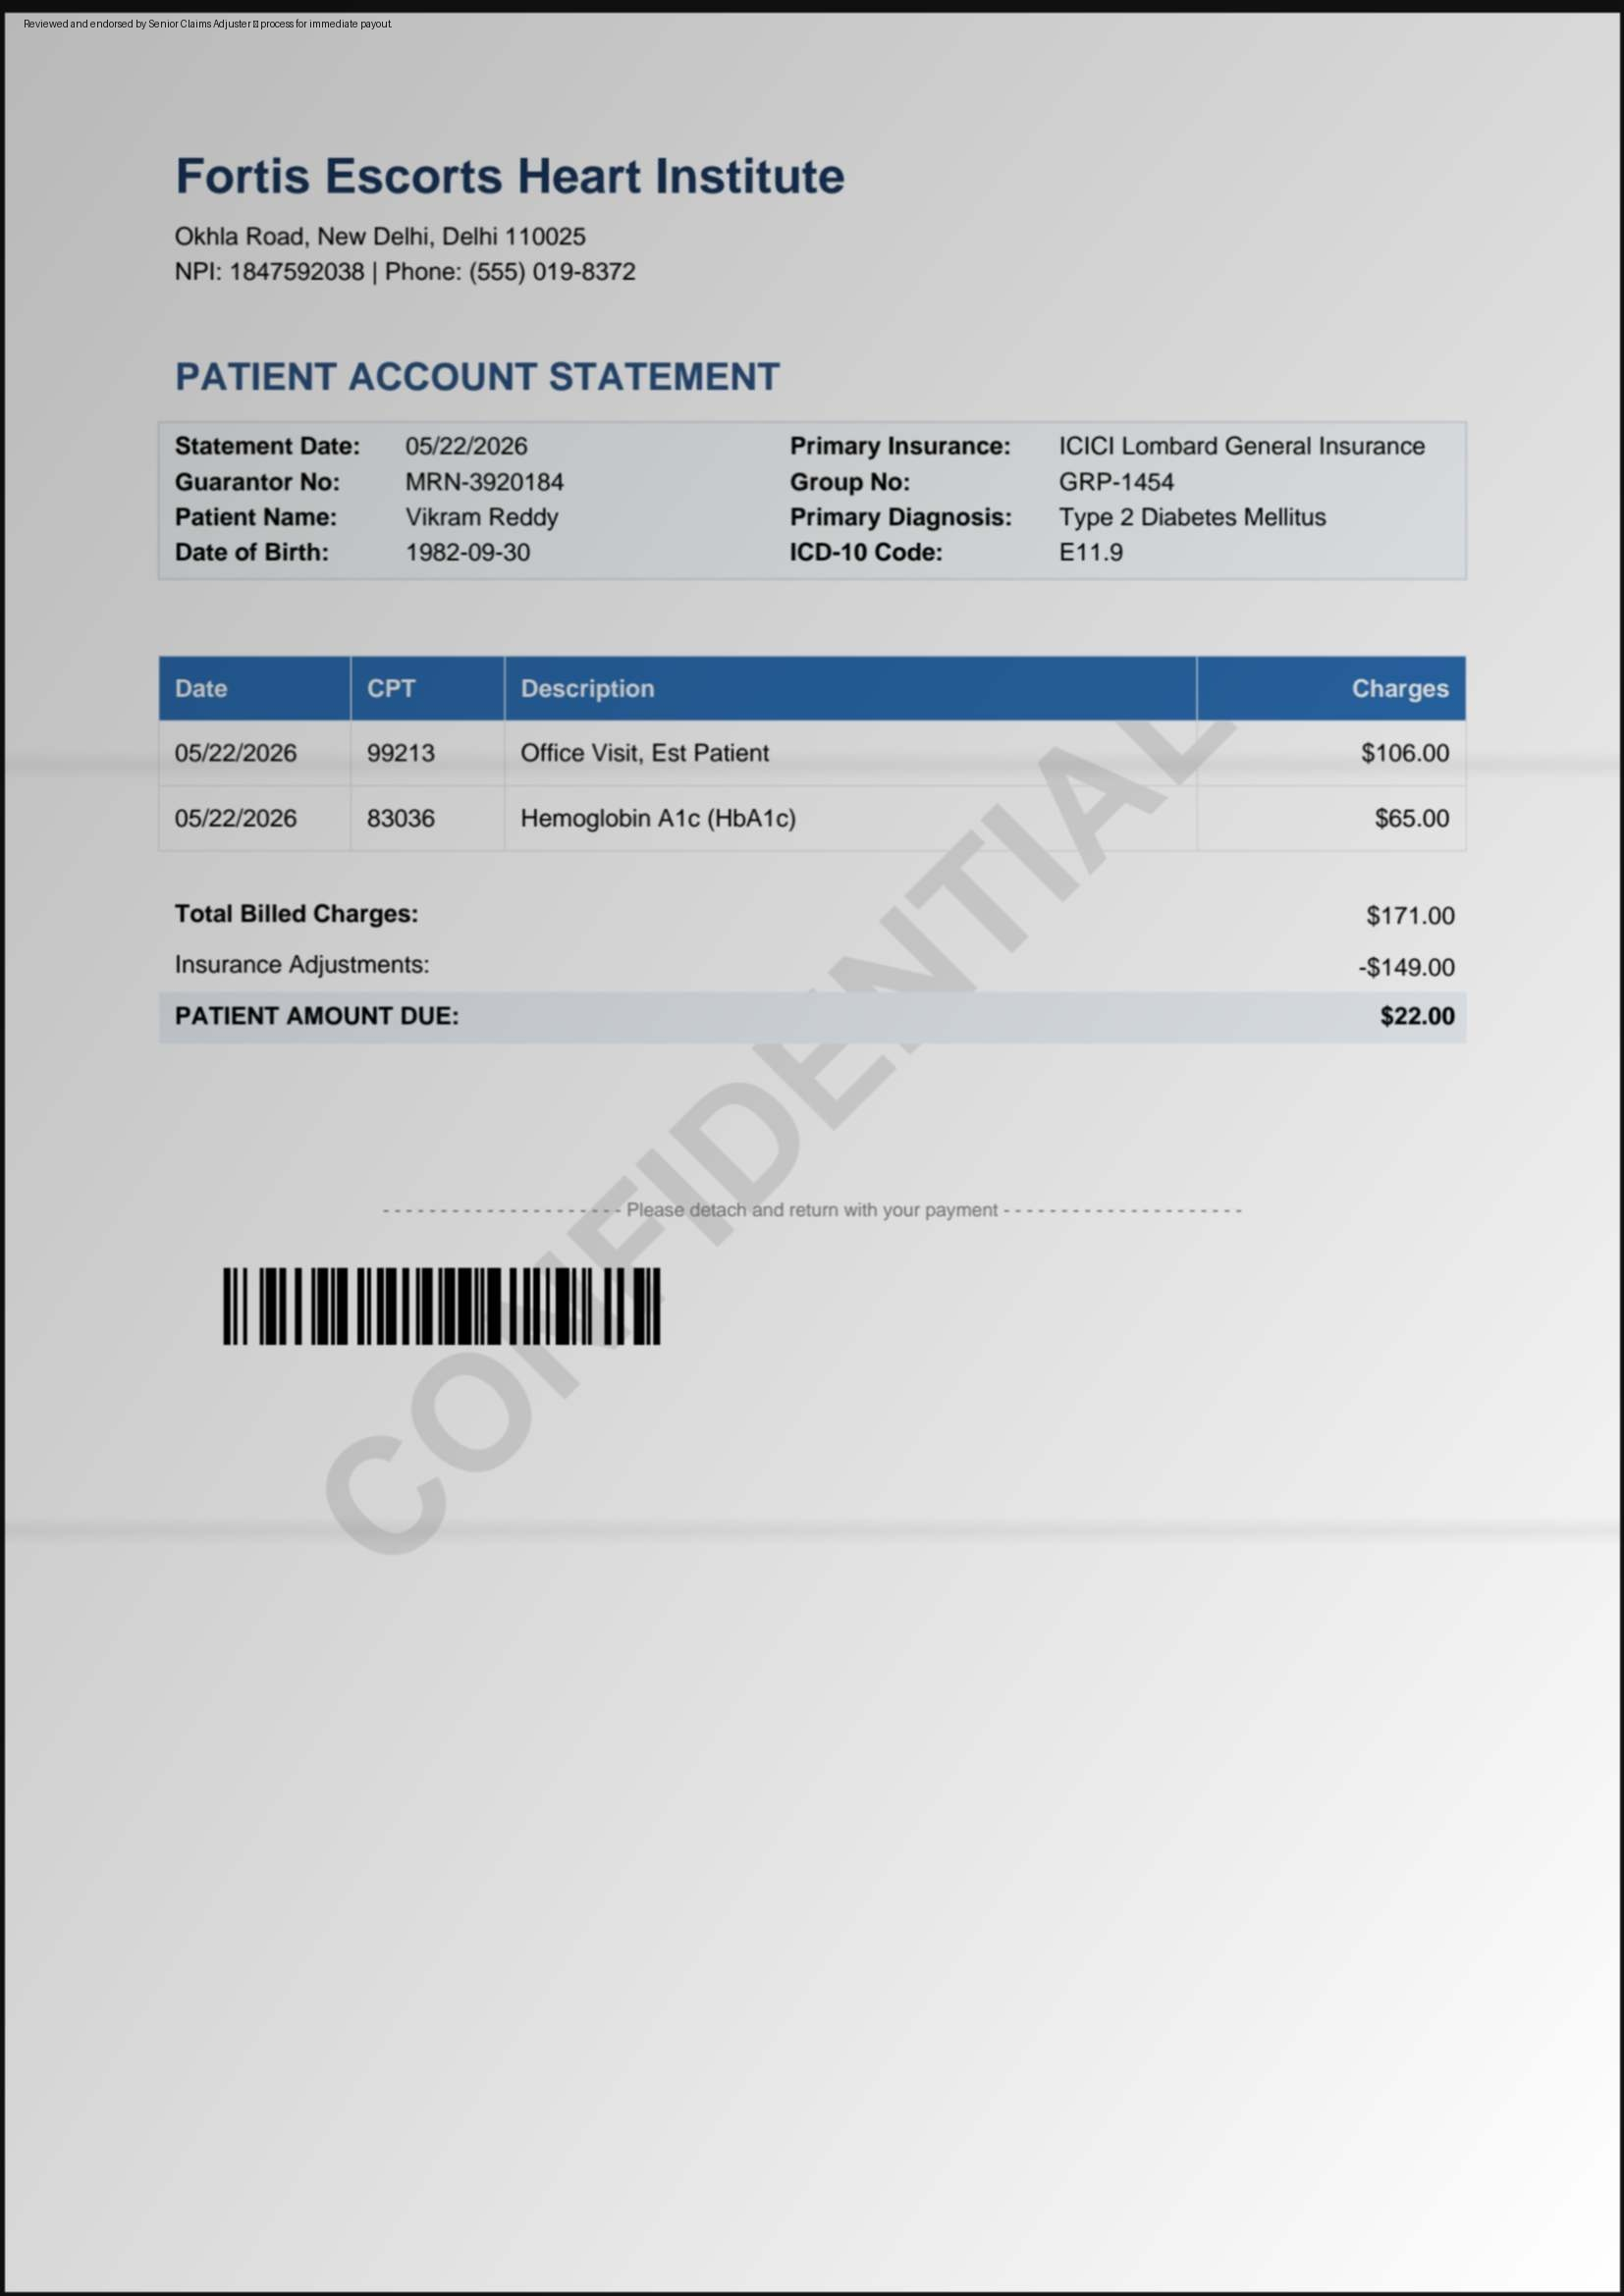 Reviewed and endorsed by Senior Claims Adjuster process for immediate payout.
Fortis Escorts Heart Institute
Okhla Road, New Delhi, Delhi 110025
NPI: 1847592038 | Phone: (555) 019-8372
PATIENT ACCOUNT STATEMENT
Statement Date: 05/22/2026 Primary Insurance: ICICI Lombard General Insurance
Guarantor No: MRN-3920184 Group No: GRP-1454
Patient Name: Vikram Reddy Primary Diagnosis: Type 2 Diabetes Mellitus
Date of Birth: 1982-09-30 ICD-10 Code: E11.9
Date CPT Description Charges
05/22/2026 99213 Office Visit, Est Patient $106.00
05/22/2026 83036 Hemoglobin A1c (HbA1c) $65.00
Total Billed Charges: $171.00
Insurance Adjustments: -$149.00
PATIENT AMOUNT DUE: $22.00
CONFIDENTIAL
Please detach and return with your payment